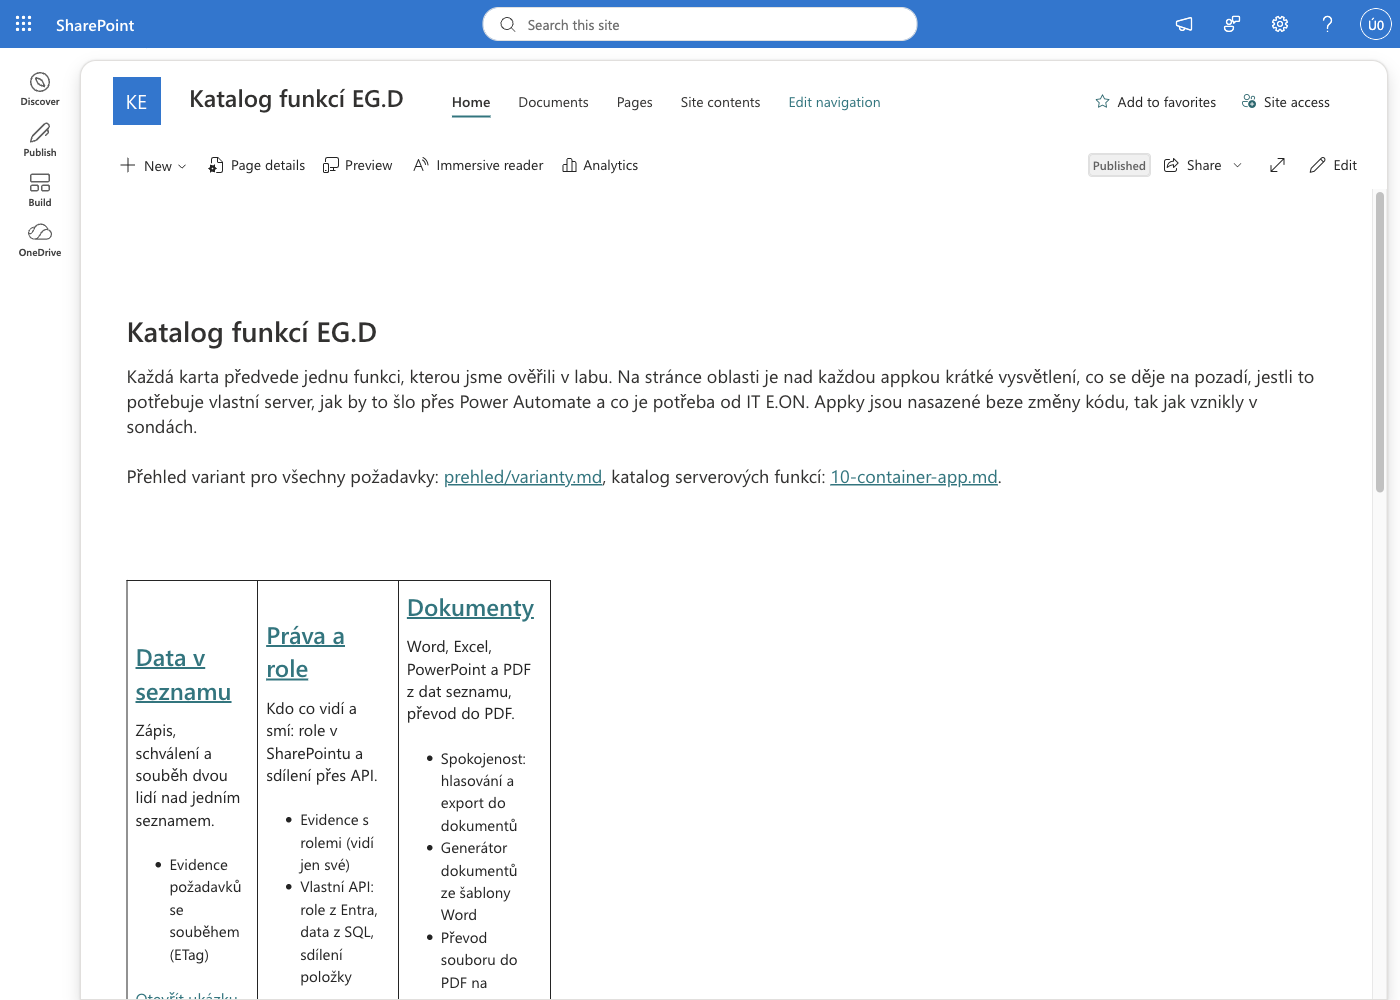 SharePoint
Search this site
Ú0
Discover
Publish
Build
OneDrive
KE
Katalog funkcí EG.D
Home
Documents
Pages
Site contents
Edit navigation
Add to favorites
Site access
New
Page details
Preview
Immersive reader
Analytics
Published
Share
Edit
Katalog funkcí EG.D
Každá karta předvede jednu funkci, kterou jsme ověřili v labu. Na stránce oblasti je nad každou appkou krátké vysvětlení, co se děje na pozadí, jestli to
potřebuje vlastní server, jak by to šlo přes Power Automate a co je potřeba od IT E.ON. Appky jsou nasazené beze změny kódu, tak jak vznikly v
sondách.
Přehled variant pro všechny požadavky: prehled/varianty.md, katalog serverových funkcí: 10-container-app.md.
Data v
seznamu
Zápis,
schválení a
souběh dvou
lidí nad jedním
seznamem.
Evidence
požadavků
se
souběhem
(ETag)
Otevřít ukázku
Práva a
role
Kdo co vidí a
smí: role v
SharePointu a
sdílení přes API.
Evidence s
rolemi (vidí
jen své)
Vlastní API:
role z Entra,
data z SQL,
sdílení
položky
Dokumenty
Word, Excel,
PowerPoint a PDF
z dat seznamu,
převod do PDF.
Spokojenost:
hlasování a
export do
dokumentů
Generátor
dokumentů
ze šablony
Word
Převod
souboru do
PDF na